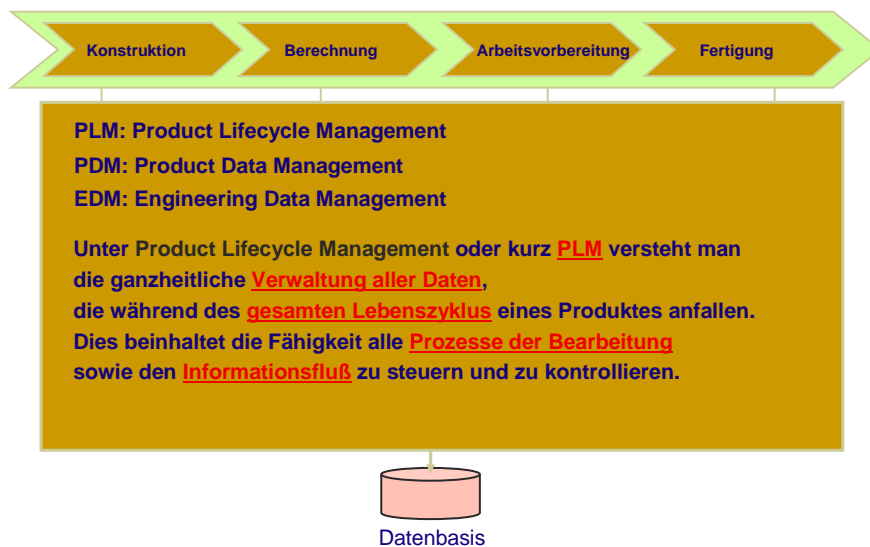 Konstruktion
Berechnung
Arbeitsvorbereitung
Fertigung
PLM: Product Lifecycle Management
PDM: Product Data Management
EDM: Engineering Data Management
Unter Product Lifecycle Management oder kurz PLM versteht man
die ganzheitliche Verwaltung aller Daten,
die während des gesamten Lebenszyklus eines Produktes anfallen.
Dies beinhaltet die Fähigkeit alle Prozesse der Bearbeitung
sowie den Informationsfluß zu steuern und zu kontrollieren.
Datenbasis